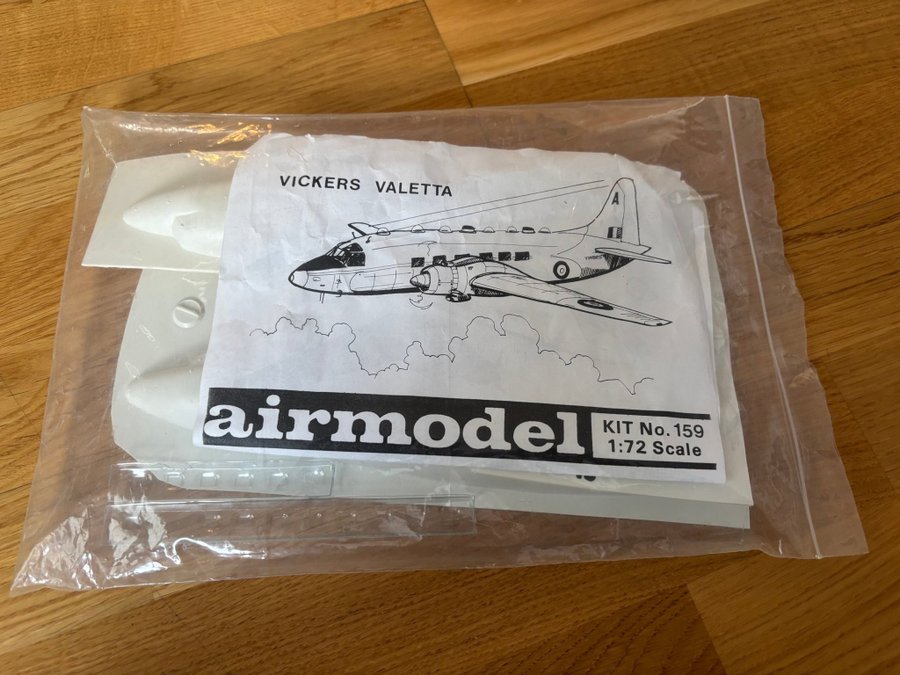 VICKERS VALETTA
A
airmodel
KIT No. 159
1:72 Scale